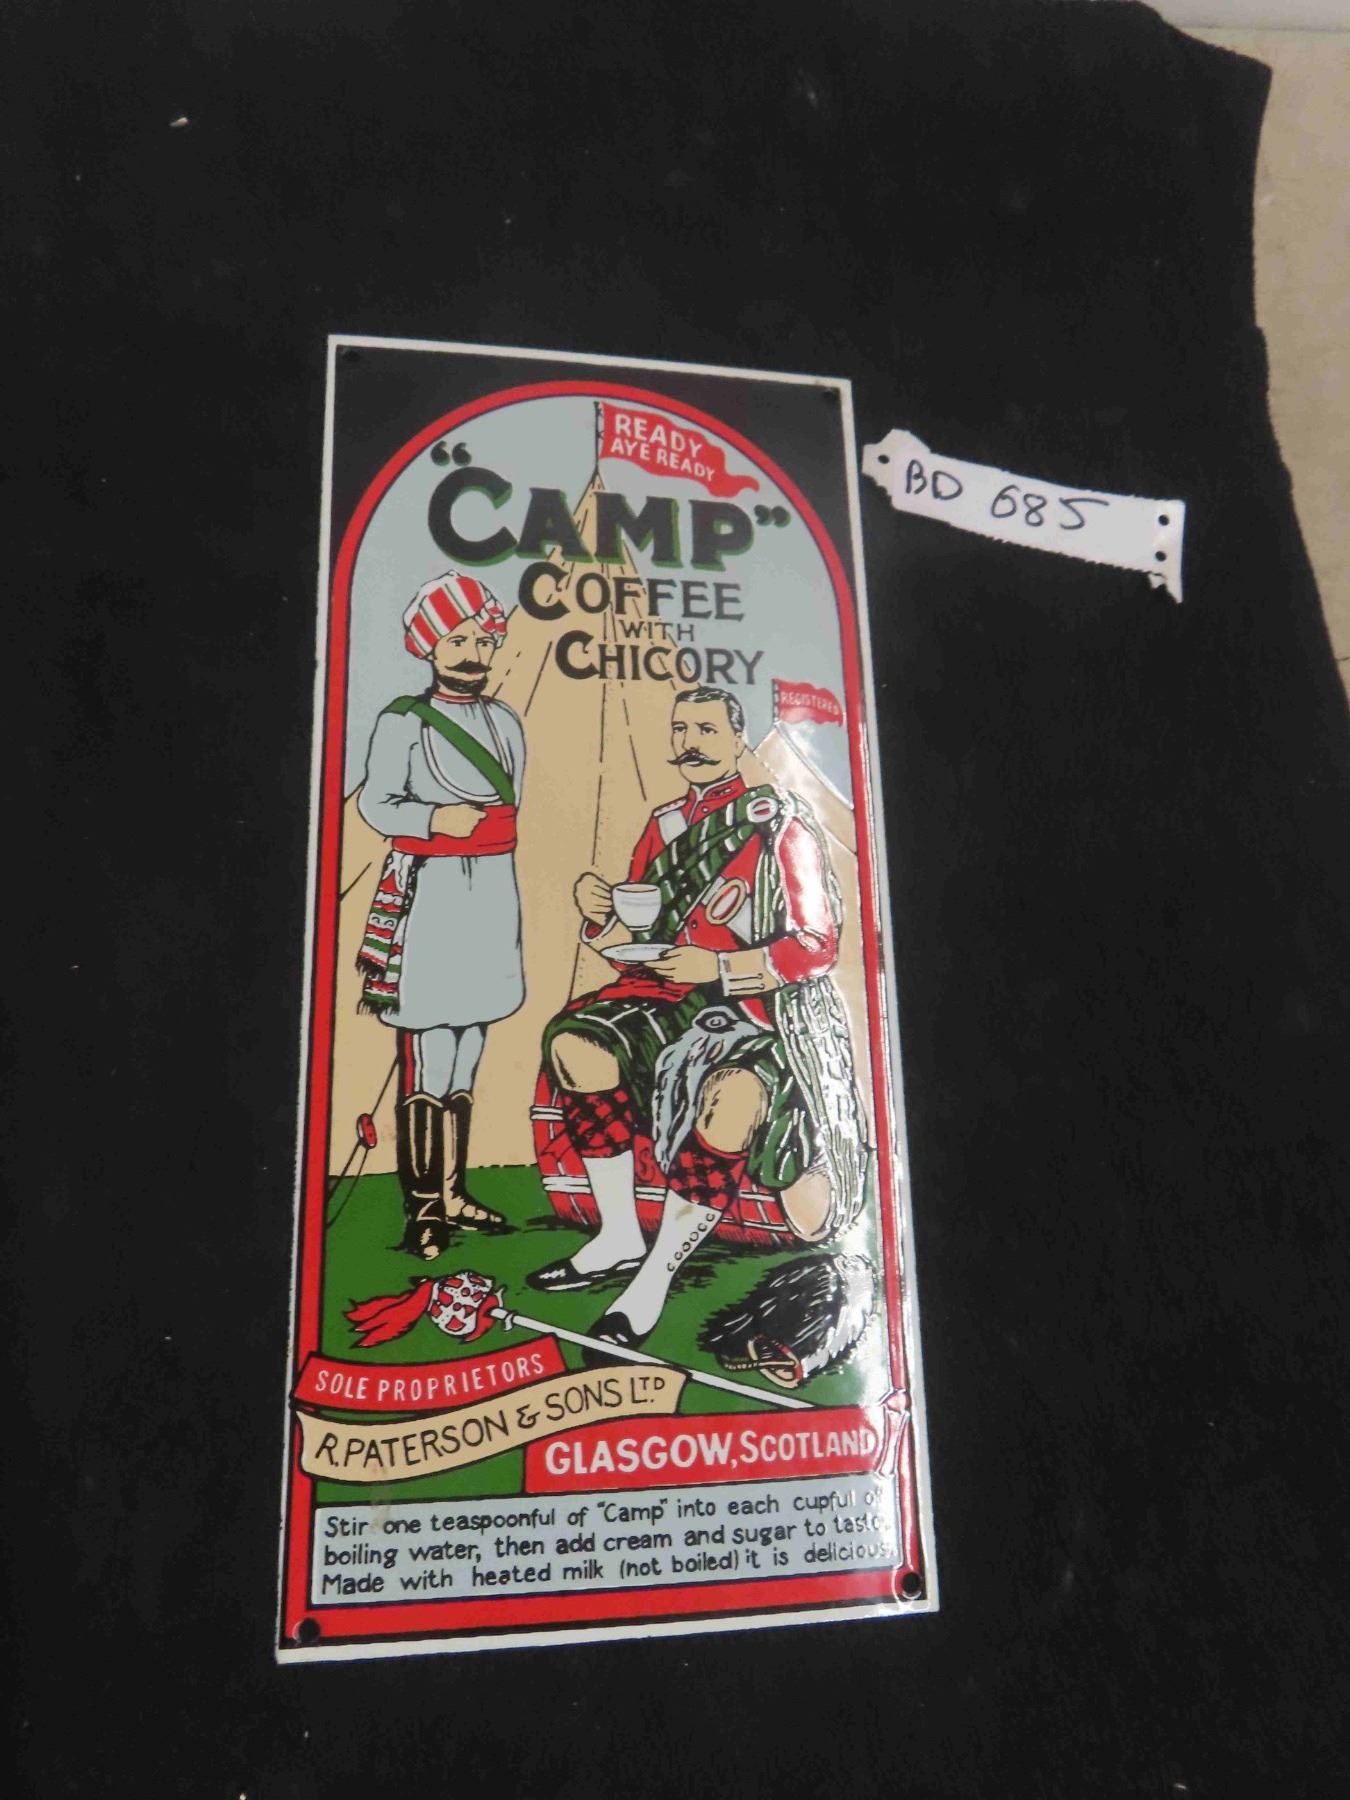 READY
AYE READY
"CAMP"
COFFEE
WITH
CHICORY
REGISTERED
BD 685
SOLE PROPRIETORS
R. PATERSON & SONS LTD
GLASGOW, SCOTLAND
Stir one teaspoonful of "Camp" into each cupful of
boiling water, then add cream and sugar to taste.
Made with heated milk (not boiled) it is delicious.